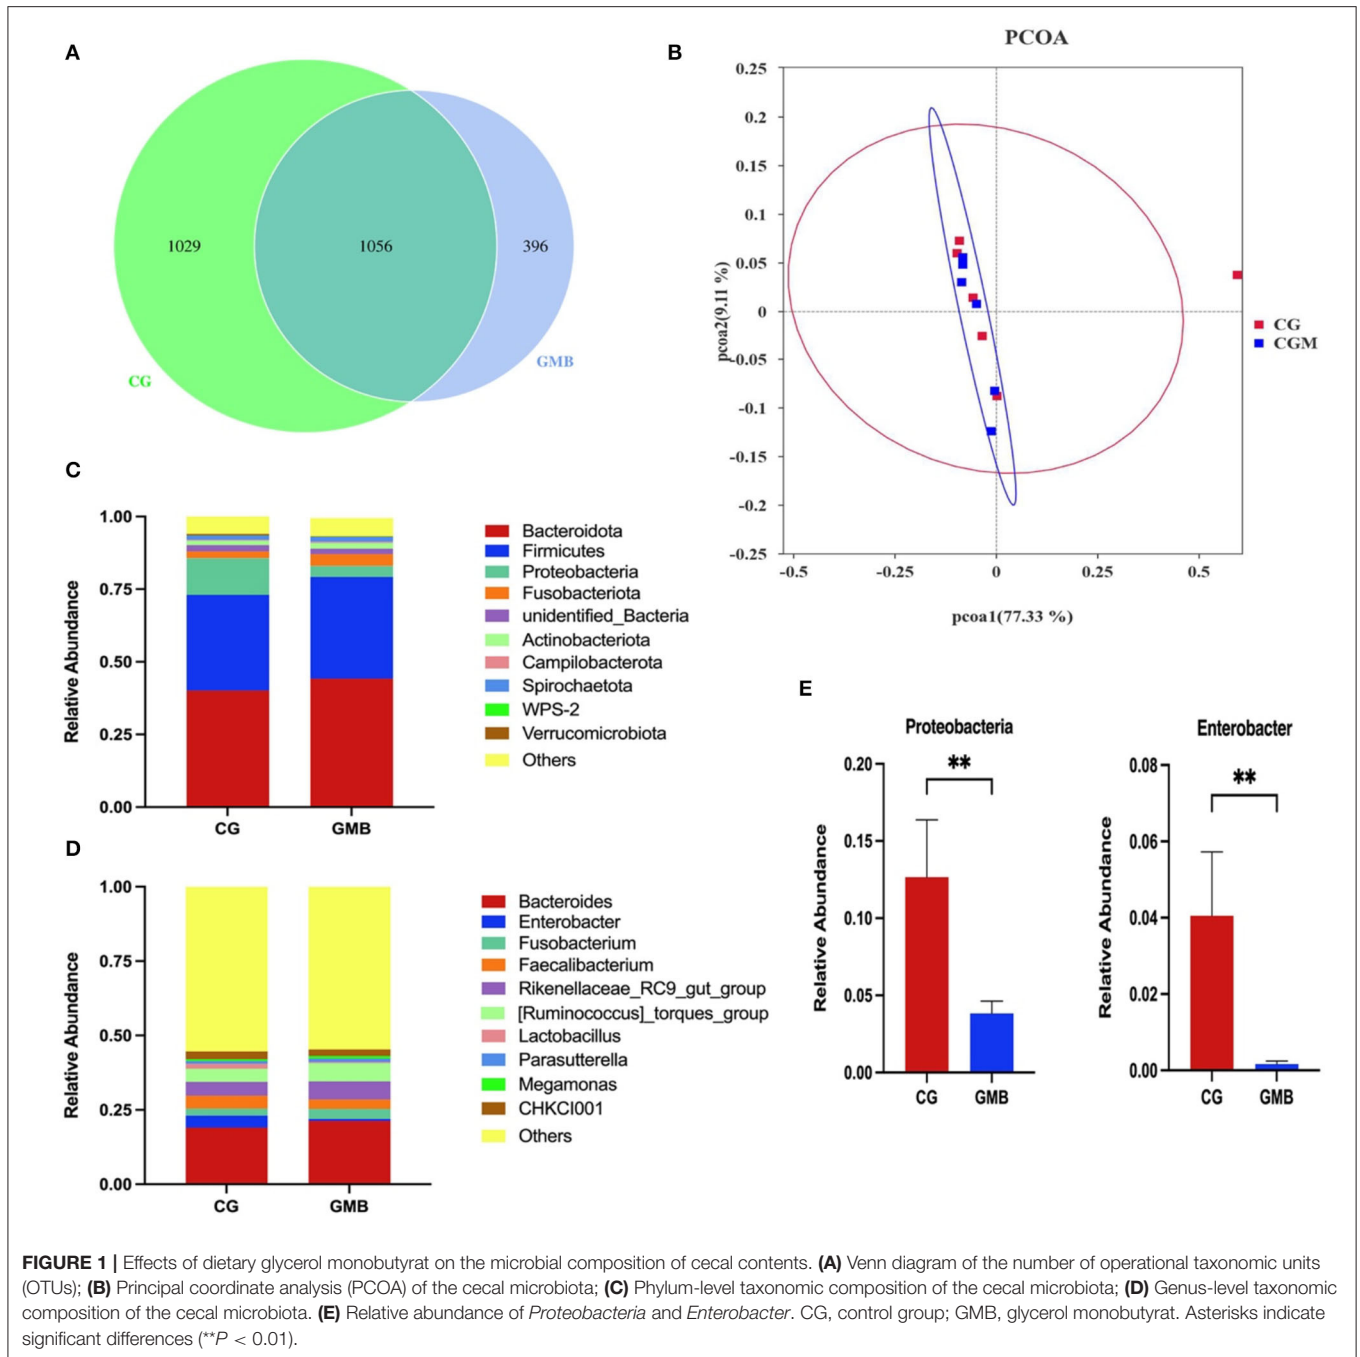 A
1029
1056
396
CG
GMB
B
PCOA
0.25
0.2
0.15
0.1
0.05
0
-0.05
-0.1
-0.15
-0.2
-0.25
pcoa2(9.11 %)
-0.5
-0.25
0
0.25
0.5
pcoa1(77.33 %)
CG
CGM
C
Relative Abundance
1.00
0.75
0.50
0.25
0.00
CG
GMB
Bacteroidota
Firmicutes
Proteobacteria
Fusobacteriota
unidentified_Bacteria
Actinobacteriota
Campilobacterota
Spirochaetota
WPS-2
Verrucomicrobiota
Others
D
Relative Abundance
1.00
0.75
0.50
0.25
0.00
CG
GMB
Bacteroides
Enterobacter
Fusobacterium
Faecalibacterium
Rikenellaceae_RC9_gut_group
[Ruminococcus]_torques_group
Lactobacillus
Parasutterella
Megamonas
CHKCI001
Others
E
Proteobacteria
**
Relative Abundance
0.20
0.15
0.10
0.05
0.00
CG
GMB
Enterobacter
**
Relative Abundance
0.08
0.06
0.04
0.02
0.00
CG
GMB
FIGURE 1 | Effects of dietary glycerol monobutyrat on the microbial composition of cecal contents. (A) Venn diagram of the number of operational taxonomic units
(OTUs); (B) Principal coordinate analysis (PCOA) of the cecal microbiota; (C) Phylum-level taxonomic composition of the cecal microbiota; (D) Genus-level taxonomic
composition of the cecal microbiota. (E) Relative abundance of Proteobacteria and Enterobacter. CG, control group; GMB, glycerol monobutyrat. Asterisks indicate
significant differences (**P < 0.01).